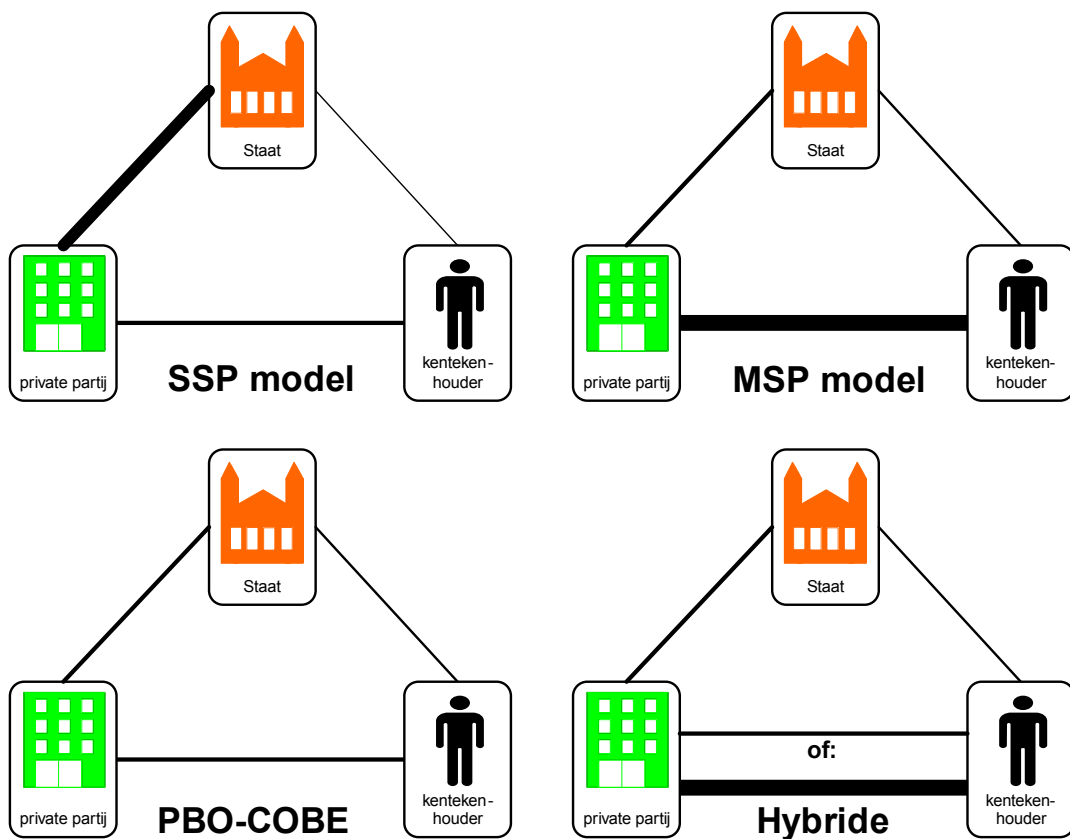 Staat
private partij
kenteken-
houder
SSP model
Staat
private partij
kenteken-
houder
MSP model
Staat
private partij
kenteken-
houder
PBO-COBE
Staat
of:
private partij
kenteken-
houder
Hybride